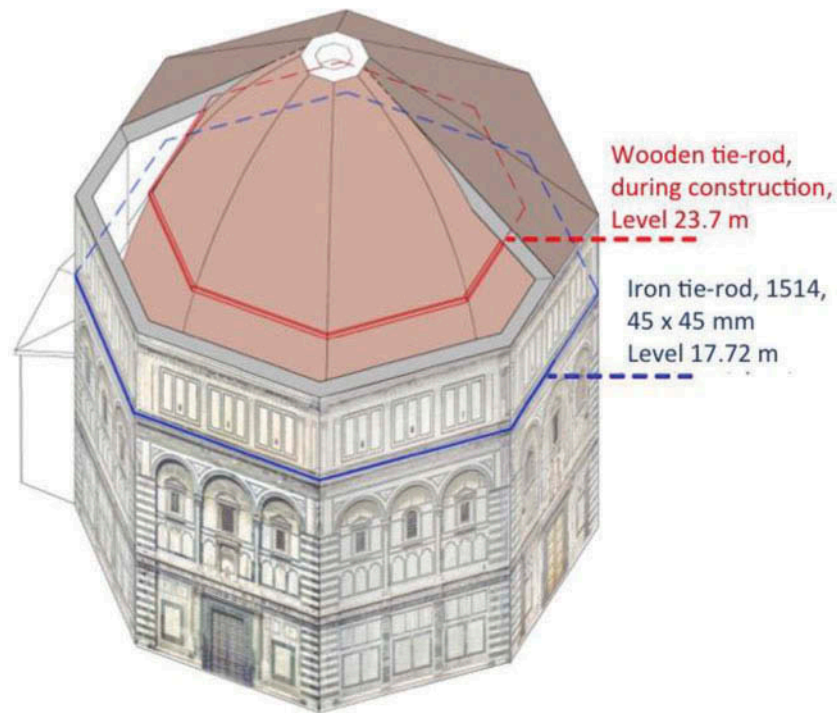 Wooden tie-rod,
during construction,
Level 23.7 m
Iron tie-rod, 1514,
45 x 45 mm
Level 17.72 m